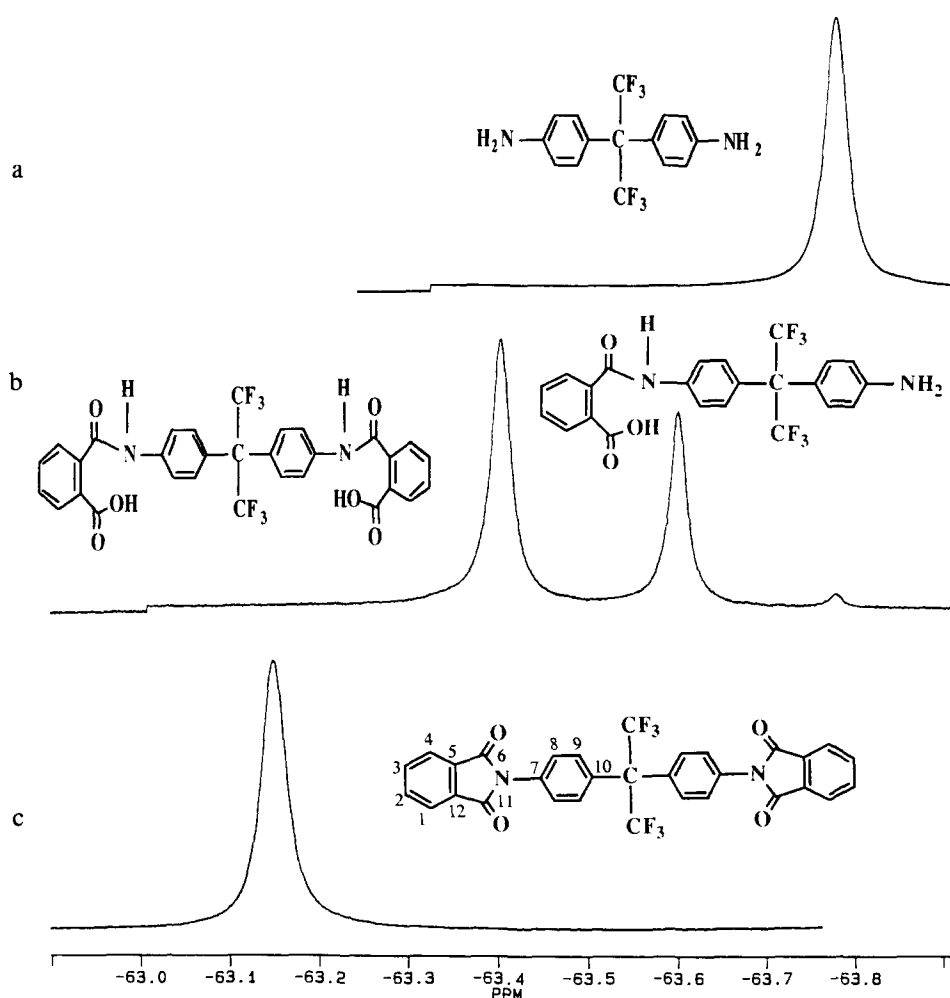 a
CF3
H2N
C
NH2
CF3
b
H
O
N
CF3
C
NH2
CF3
OH
O
H
H
O
CF3
O
N
C
N
OH
CF3
HO
O
O
c
O
CF3
O
4
5
6
8
9
3
7
10
N
C
N
2
11
1
12
O
CF3
O
-63.0 -63.1 -63.2 -63.3 -63.4 -63.5 -63.6 -63.7 -63.8
PPM